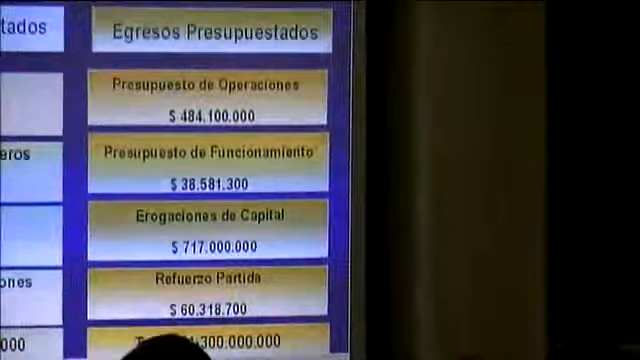 tados
Egresos Presupuestados
Presupuesto de Operaciones
$ 484.100.000
Presupuesto de Funcionamiento
eros
$ 38.581.300
Erogaciones de Capital
$ 717.000.000
Refuerzo Partida
ones
$ 60.318.700
300.000.000
000